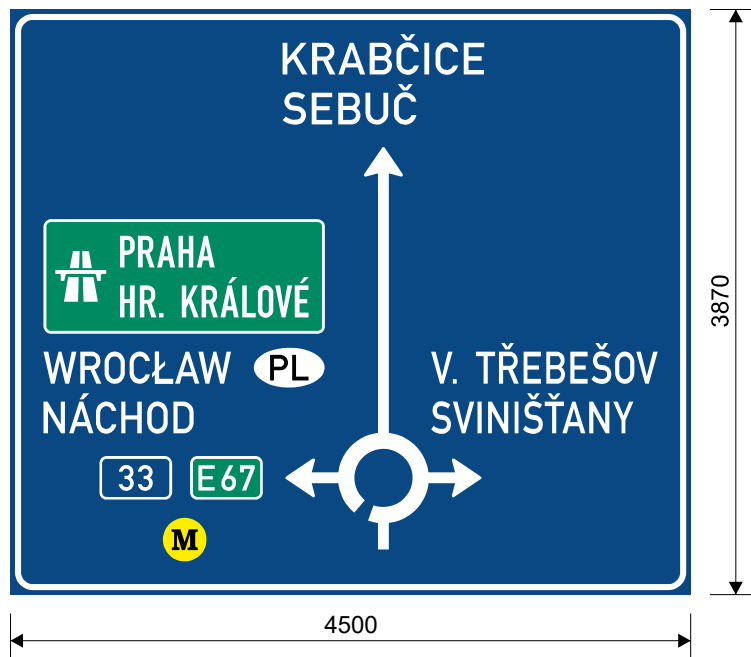 KRABČICE
SEBUČ
PRAHA
HR. KRÁLOVÉ
WROCŁAW PL
NÁCHOD
V. TŘEBEŠOV
SVINIŠŤANY
33 E67
M
3870
4500